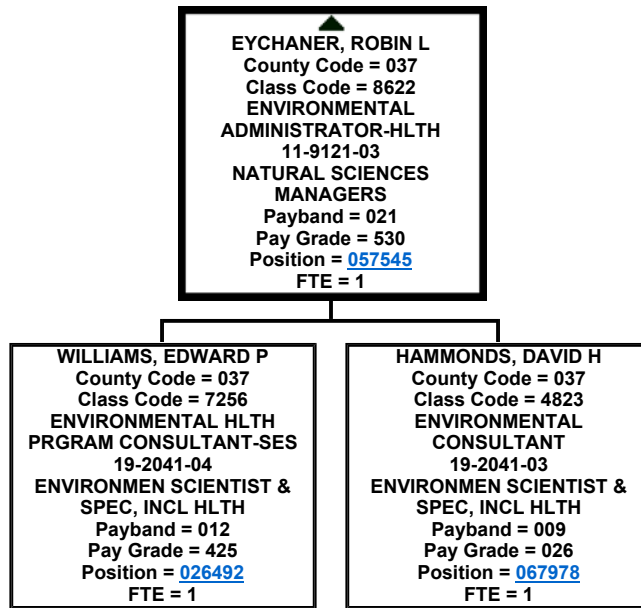 EYCHANER, ROBIN L
County Code = 037
Class Code = 8622
ENVIRONMENTAL
ADMINISTRATOR-HLTH
11-9121-03
NATURAL SCIENCES
MANAGERS
Payband = 021
Pay Grade = 530
Position = 057545
FTE = 1
WILLIAMS, EDWARD P
County Code = 037
Class Code = 7256
ENVIRONMENTAL HLTH
PRGRAM CONSULTANT-SES
19-2041-04
ENVIRONMEN SCIENTIST &
SPEC, INCL HLTH
Payband = 012
Pay Grade = 425
Position = 026492
FTE = 1
HAMMONDS, DAVID H
County Code = 037
Class Code = 4823
ENVIRONMENTAL
CONSULTANT
19-2041-03
ENVIRONMEN SCIENTIST &
SPEC, INCL HLTH
Payband = 009
Pay Grade = 026
Position = 067978
FTE = 1